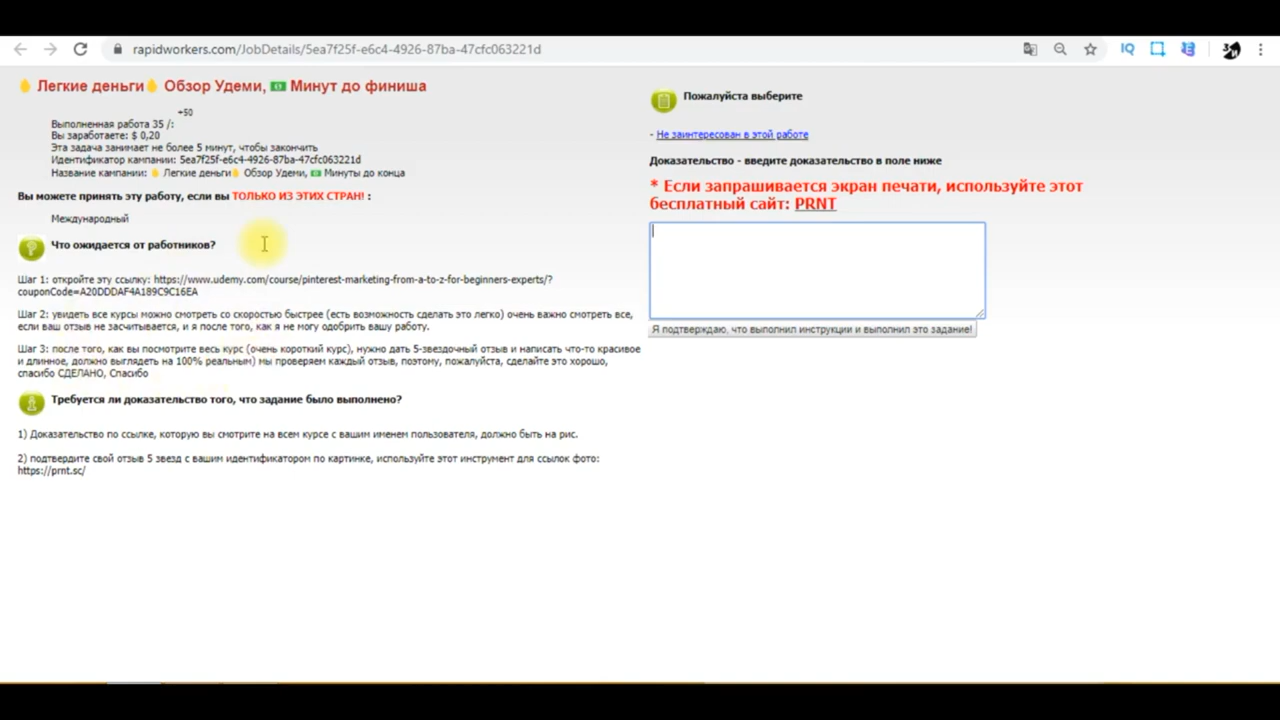 rapidworkers.com/JobDetails/5ea7f25f-e6c4-4926-87ba-47cfc063221d
IQ
Легкие деньги Обзор Удеми, Минут до финиша
+50
Выполненная работа 35 /:
Вы заработаете: $ 0,20
Эта задача занимает не более 5 минут, чтобы закончить
Идентификатор кампании: 5ea7f25f-e6c4-4926-87ba-47cfc063221d
Название кампании: Легкие деньги Обзор Удеми, Минуты до конца
Вы можете принять эту работу, если вы ТОЛЬКО ИЗ ЭТИХ СТРАН! :
Международный
Что ожидается от работников?
Шаг 1: откройте эту ссылку: https://www.udemy.com/course/pinterest-marketing-from-a-to-z-for-beginners-experts/?
couponCode=A20DDDAF4A189C9C16EA
Шаг 2: увидеть все курсы можно смотреть со скоростью быстрее (есть возможность сделать это легко) очень важно смотреть все,
если ваш отзыв не засчитывается, и я после того, как я не могу одобрить вашу работу.
Шаг 3: после того, как вы посмотрите весь курс (очень короткий курс), нужно дать 5-звездочный отзыв и написать что-то красивое
и длинное, должно выглядеть на 100% реальным) мы проверяем каждый отзыв, поэтому, пожалуйста, сделайте это хорошо,
спасибо СДЕЛАНО, Спасибо
Требуется ли доказательство того, что задание было выполнено?
1) Доказательство по ссылке, которую вы смотрите на всем курсе с вашим именем пользователя, должно быть на рис.
2) подтвердите свой отзыв 5 звезд с вашим идентификатором по картинке, используйте этот инструмент для ссылок фото:
https://prnt.sc/
Пожалуйста выберите
- Не заинтересован в этой работе
Доказательство - введите доказательство в поле ниже
* Если запрашивается экран печати, используйте этот
бесплатный сайт: PRNT
Я подтверждаю, что выполнил инструкции и выполнил это задание!